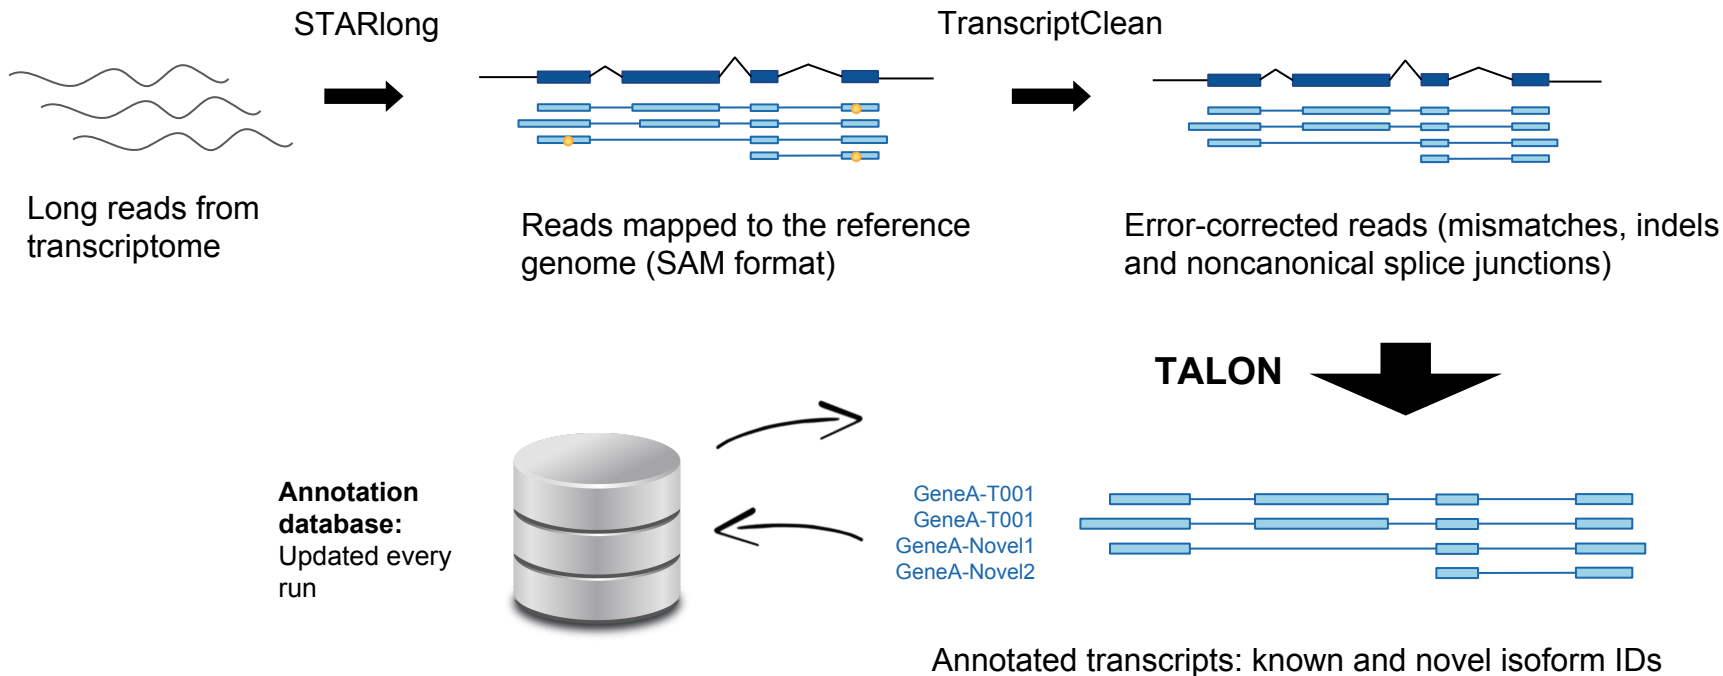 STARlong
TranscriptClean
Long reads from
transcriptome
Reads mapped to the reference
genome (SAM format)
Error-corrected reads (mismatches, indels
and noncanonical splice junctions)
TALON
Annotation
database:
Updated every
run
GeneA-T001
GeneA-T001
GeneA-Novel1
GeneA-Novel2
Annotated transcripts: known and novel isoform IDs